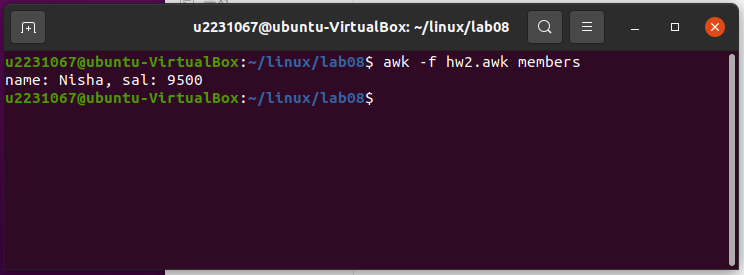 u2231067@ubuntu-VirtualBox: ~/linux/lab08
u2231067@ubuntu-VirtualBox:~/linux/lab08$ awk -f hw2.awk members
name: Nisha, sal: 9500
u2231067@ubuntu-VirtualBox:~/linux/lab08$